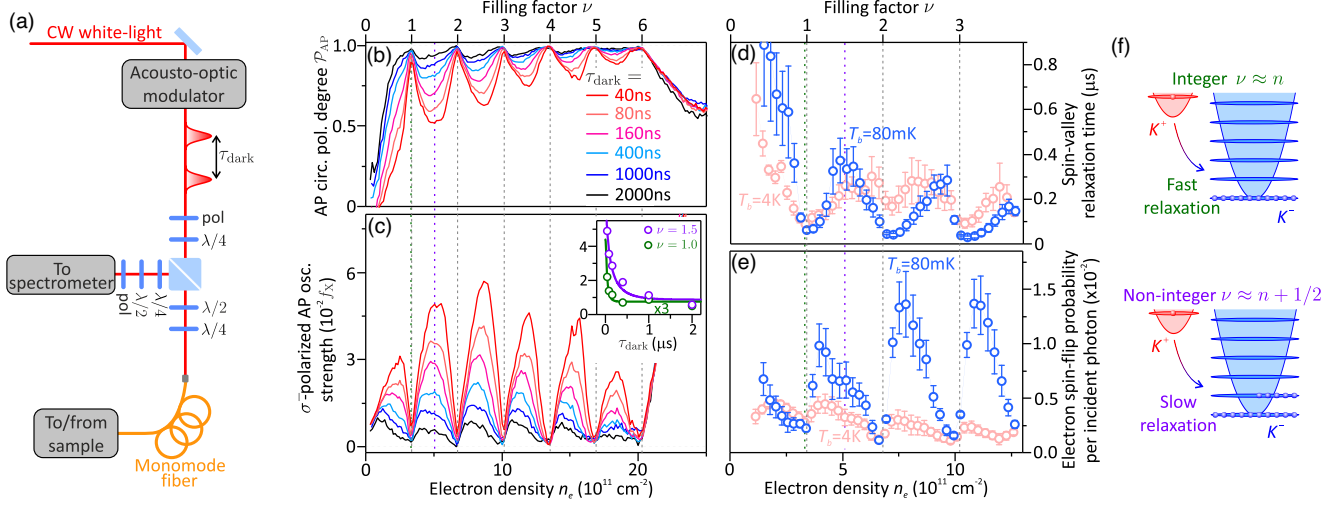 (a)
CW white-light
Acousto-optic
modulator
τdark
pol
λ/4
To
spectrometer
pol
λ/2
λ/4
λ/2
λ/4
To/from
sample
Monomode
fiber
Filling factor ν
0 1 2 3 4 5 6
(b)
AP circ. pol. degree 𝒫AP
1.0
0.5
0
τdark =
40ns
80ns
160ns
400ns
1000ns
2000ns
(c)
σ⁻-polarized AP osc.
strength (10⁻² fX)
6
3
0
ν = 1.5
ν = 1.0
4
2
0
x3
0 1 2
τdark (μs)
0 5 10 15 20
Electron density ne (10¹¹ cm⁻²)
Filling factor ν
0 1 2 3
(d)
Tb=80mK
Tb=4K
0.8
0.6
0.4
0.2
0
Spin-valley
relaxation time (μs)
(e)
Tb=80mK
Tb=4K
1.5
1.0
0.5
0.0
Electron spin-flip probability
per incident photon (x10⁻²)
0 5 10
Electron density ne (10¹¹ cm⁻²)
(f)
Integer ν ≈ n
K⁺
Fast
relaxation
K⁻
Non-integer ν ≈ n + 1/2
K⁺
Slow
relaxation
K⁻